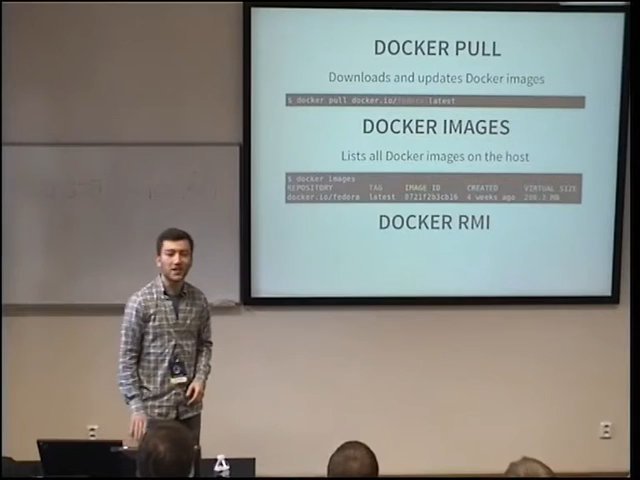 DOCKER PULL
Downloads and updates Docker images
$ docker pull docker.io/fedora:latest
DOCKER IMAGES
Lists all Docker images on the host
$ docker images
REPOSITORY TAG IMAGE ID CREATED VIRTUAL SIZE
docker.io/fedora latest 4 weeks ago MB
DOCKER RMI